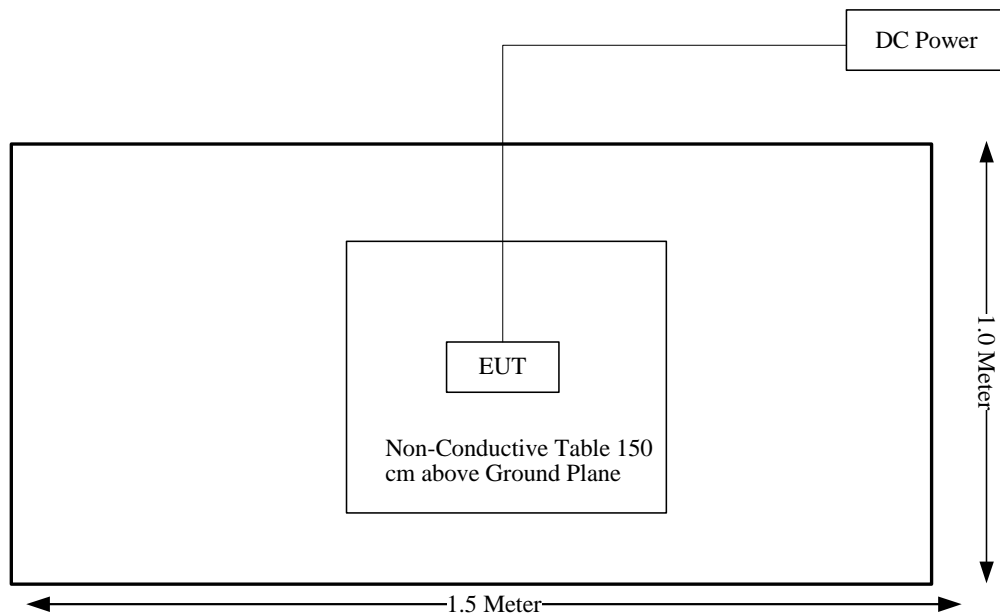 DC Power
EUT
1.0 Meter
Non-Conductive Table 150
cm above Ground Plane
1.5 Meter